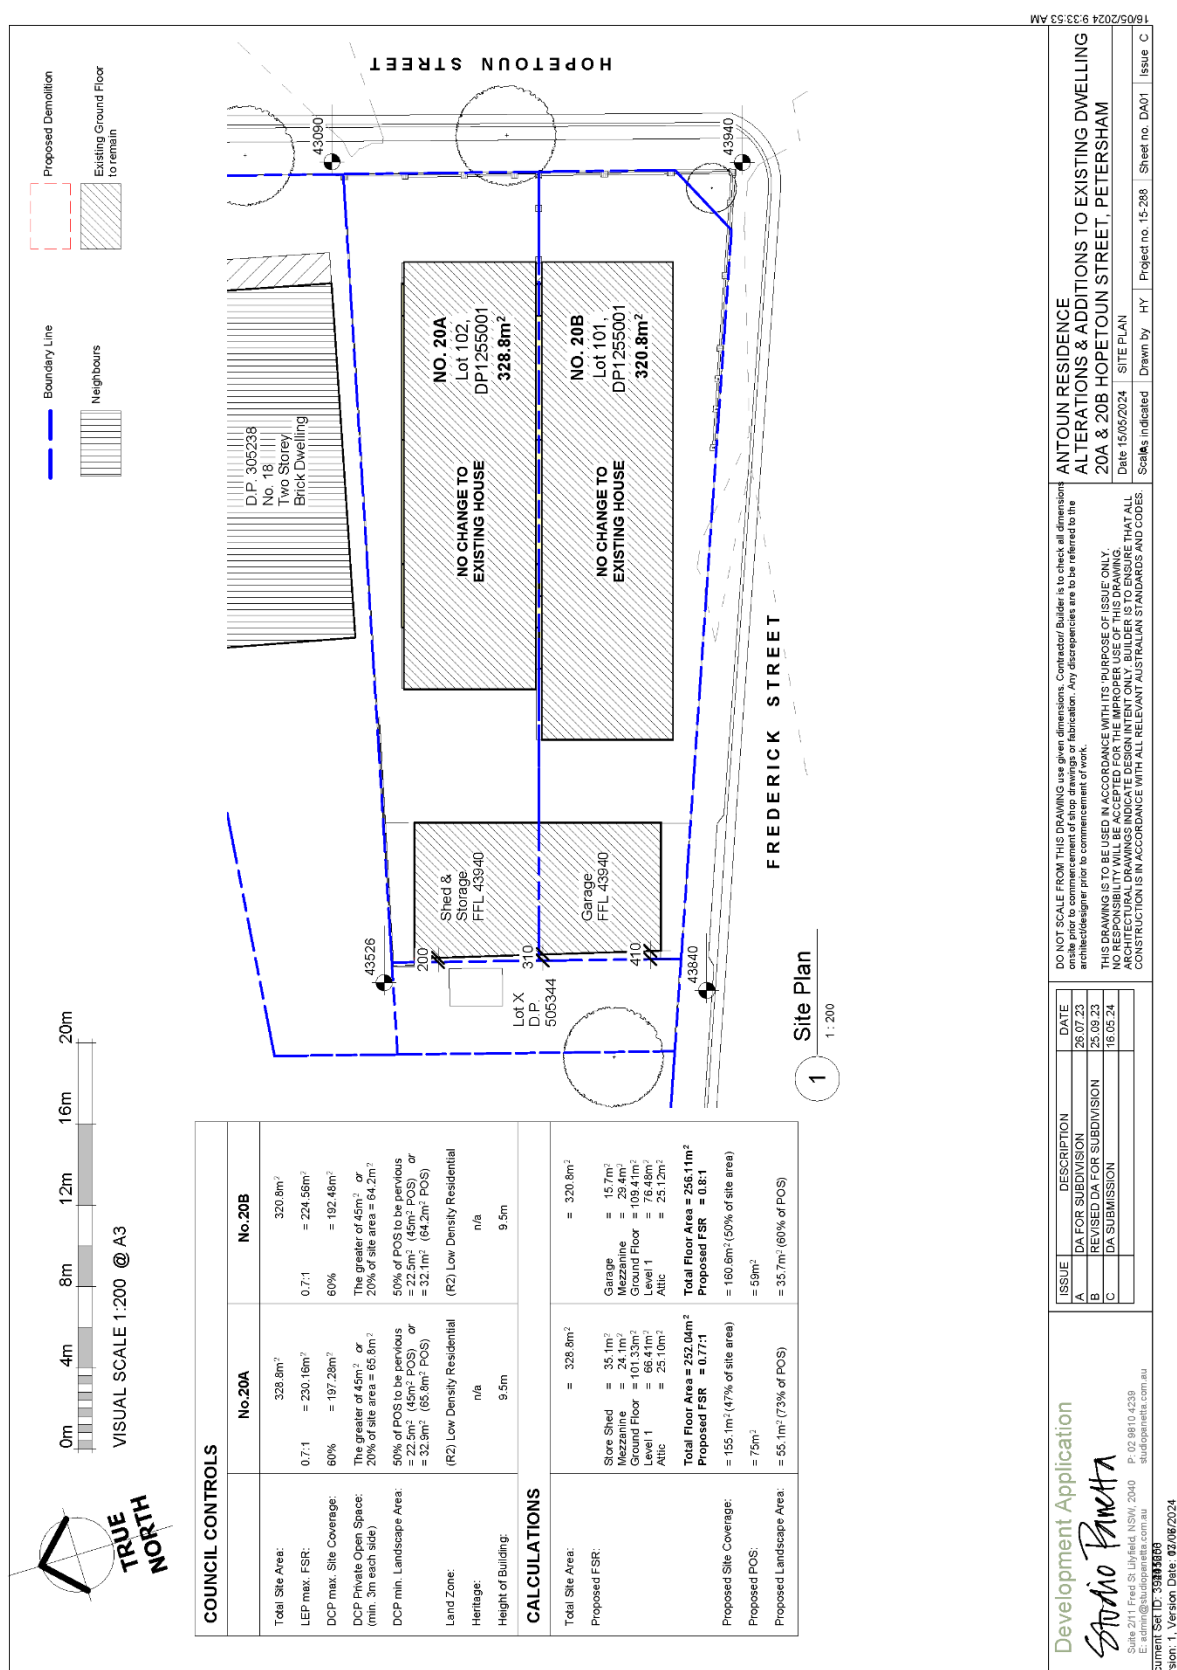 16/05/2024 9:33:53 AM
Boundary Line
Proposed Demolition
Neighbours
Existing Ground Floor
to remain
TRUE
NORTH
0m 4m 8m 12m 16m 20m
VISUAL SCALE 1:200 @ A3
HOPETOUN STREET
43090
43940
D.P. 305238
No. 18
Two Storey
Brick Dwelling
NO. 20A
Lot 102,
DP1255001
328.8m²
NO CHANGE TO
EXISTING HOUSE
NO. 20B
Lot 101,
DP1255001
320.8m²
NO CHANGE TO
EXISTING HOUSE
FREDERICK STREET
Shed &
Storage
FFL 43940
Garage
FFL 43940
43526
200
310
410
43840
Lot X
D.P.
505344
1
Site Plan
1 : 200
COUNCIL CONTROLS
No.20A No.20B
Total Site Area: 328.8m² 320.8m²
LEP max. FSR: 0.7:1 = 230.16m² 0.7:1 = 224.56m²
DCP max. Site Coverage: 60% = 197.28m² 60% = 192.48m²
DCP Private Open Space: The greater of 45m² or The greater of 45m² or
(min. 3m each side) 20% of site area = 65.8m² 20% of site area = 64.2m²
DCP min. Landscape Area: 50% of POS to be pervious 50% of POS to be pervious
= 22.5m² (45m² POS) or = 22.5m² (45m² POS) or
= 32.9m² (65.8m² POS) = 32.1m² (64.2m² POS)
Land Zone: (R2) Low Density Residential (R2) Low Density Residential
Heritage: n/a n/a
Height of Building: 9.5m 9.5m
CALCULATIONS
Total Site Area: = 328.8m² = 320.8m²
Proposed FSR:
Store Shed = 35.1m² Garage = 15.7m²
Mezzanine = 24.1m² Mezzanine = 29.4m²
Ground Floor = 101.33m² Ground Floor = 109.41m²
Level 1 = 66.41m² Level 1 = 76.48m²
Attic = 25.10m² Attic = 25.12m²
Total Floor Area = 252.04m² Total Floor Area = 256.11m²
Proposed FSR = 0.77:1 Proposed FSR = 0.8:1
Proposed Site Coverage: = 155.1m² (47% of site area) = 160.6m² (50% of site area)
Proposed POS: = 75m² = 59m²
Proposed Landscape Area: = 55.1m² (73% of POS) = 35.7m² (60% of POS)
Development Application
Studio Panetta
Suite 2/11 Fred St Lilyfield, NSW, 2040 P: 02 9810 4239
E: admin@studiopanetta.com.au studiopanetta.com.au
ISSUE DESCRIPTION DATE
A DA FOR SUBDIVISION 26.07.23
B REVISED DA FOR SUBDIVISION 25.09.23
C DA SUBMISSION 16.05.24
DO NOT SCALE FROM THIS DRAWING use given dimensions. Contractor/ Builder is to check all dimensions
onsite prior to commencement of shop drawings or fabrication. Any discrepencies are to be referred to the
architect/designer prior to commencement of work.
THIS DRAWING IS TO BE USED IN ACCORDANCE WITH ITS 'PURPOSE OF ISSUE' ONLY.
NO RESPONSIBILITY WILL BE ACCEPTED FOR THE IMPROPER USE OF THIS DRAWING.
ARCHITECTURAL DRAWINGS INDICATE DESIGN INTENT ONLY. BUILDER IS TO ENSURE THAT ALL
CONSTRUCTION IS IN ACCORDANCE WITH ALL RELEVANT AUSTRALIAN STANDARDS AND CODES.
ANTOUN RESIDENCE
ALTERATIONS & ADDITIONS TO EXISTING DWELLING
20A & 20B HOPETOUN STREET, PETERSHAM
Date 15/05/2024 SITE PLAN
Scale As indicated Drawn by HY Project no. 15-288 Sheet no. DA01 Issue C
ument Set ID:
sion: 1, Version Date: